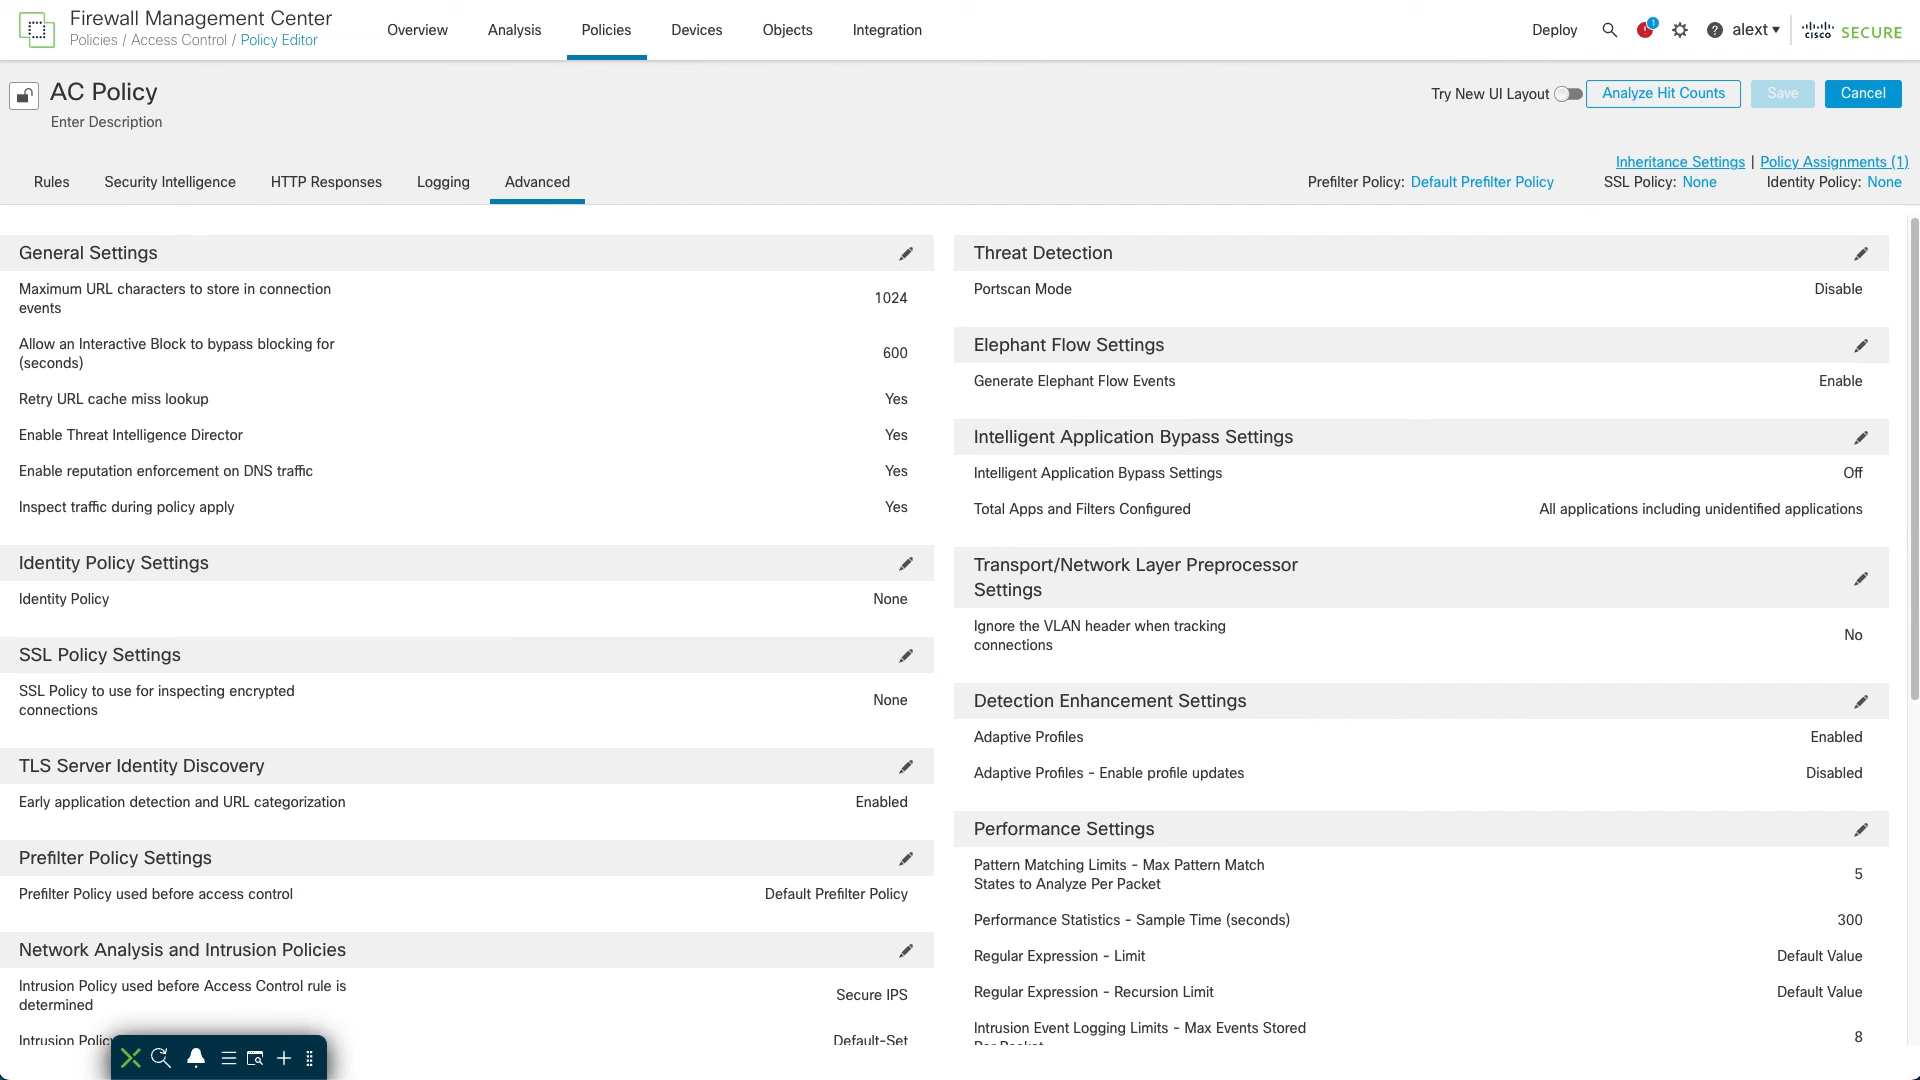 Firewall Management Center
Policies / Access Control / Policy Editor
Overview
Analysis
Policies
Devices
Objects
Integration
Deploy
1
alext
cisco SECURE
AC Policy
Enter Description
Try New UI Layout
Analyze Hit Counts
Save
Cancel
Inheritance Settings | Policy Assignments (1)
Rules
Security Intelligence
HTTP Responses
Logging
Advanced
Prefilter Policy: Default Prefilter Policy
SSL Policy: None
Identity Policy: None
General Settings
Maximum URL characters to store in connection
events
1024
Allow an Interactive Block to bypass blocking for
(seconds)
600
Retry URL cache miss lookup
Yes
Enable Threat Intelligence Director
Yes
Enable reputation enforcement on DNS traffic
Yes
Inspect traffic during policy apply
Yes
Identity Policy Settings
Identity Policy
None
SSL Policy Settings
SSL Policy to use for inspecting encrypted
connections
None
TLS Server Identity Discovery
Early application detection and URL categorization
Enabled
Prefilter Policy Settings
Prefilter Policy used before access control
Default Prefilter Policy
Network Analysis and Intrusion Policies
Intrusion Policy used before Access Control rule is
determined
Secure IPS
Intrusion
Default-Set
Threat Detection
Portscan Mode
Disable
Elephant Flow Settings
Generate Elephant Flow Events
Enable
Intelligent Application Bypass Settings
Intelligent Application Bypass Settings
Off
Total Apps and Filters Configured
All applications including unidentified applications
Transport/Network Layer Preprocessor
Settings
Ignore the VLAN header when tracking
connections
No
Detection Enhancement Settings
Adaptive Profiles
Enabled
Adaptive Profiles - Enable profile updates
Disabled
Performance Settings
Pattern Matching Limits - Max Pattern Match
States to Analyze Per Packet
5
Performance Statistics - Sample Time (seconds)
300
Regular Expression - Limit
Default Value
Regular Expression - Recursion Limit
Default Value
Intrusion Event Logging Limits - Max Events Stored
Per Packet
8